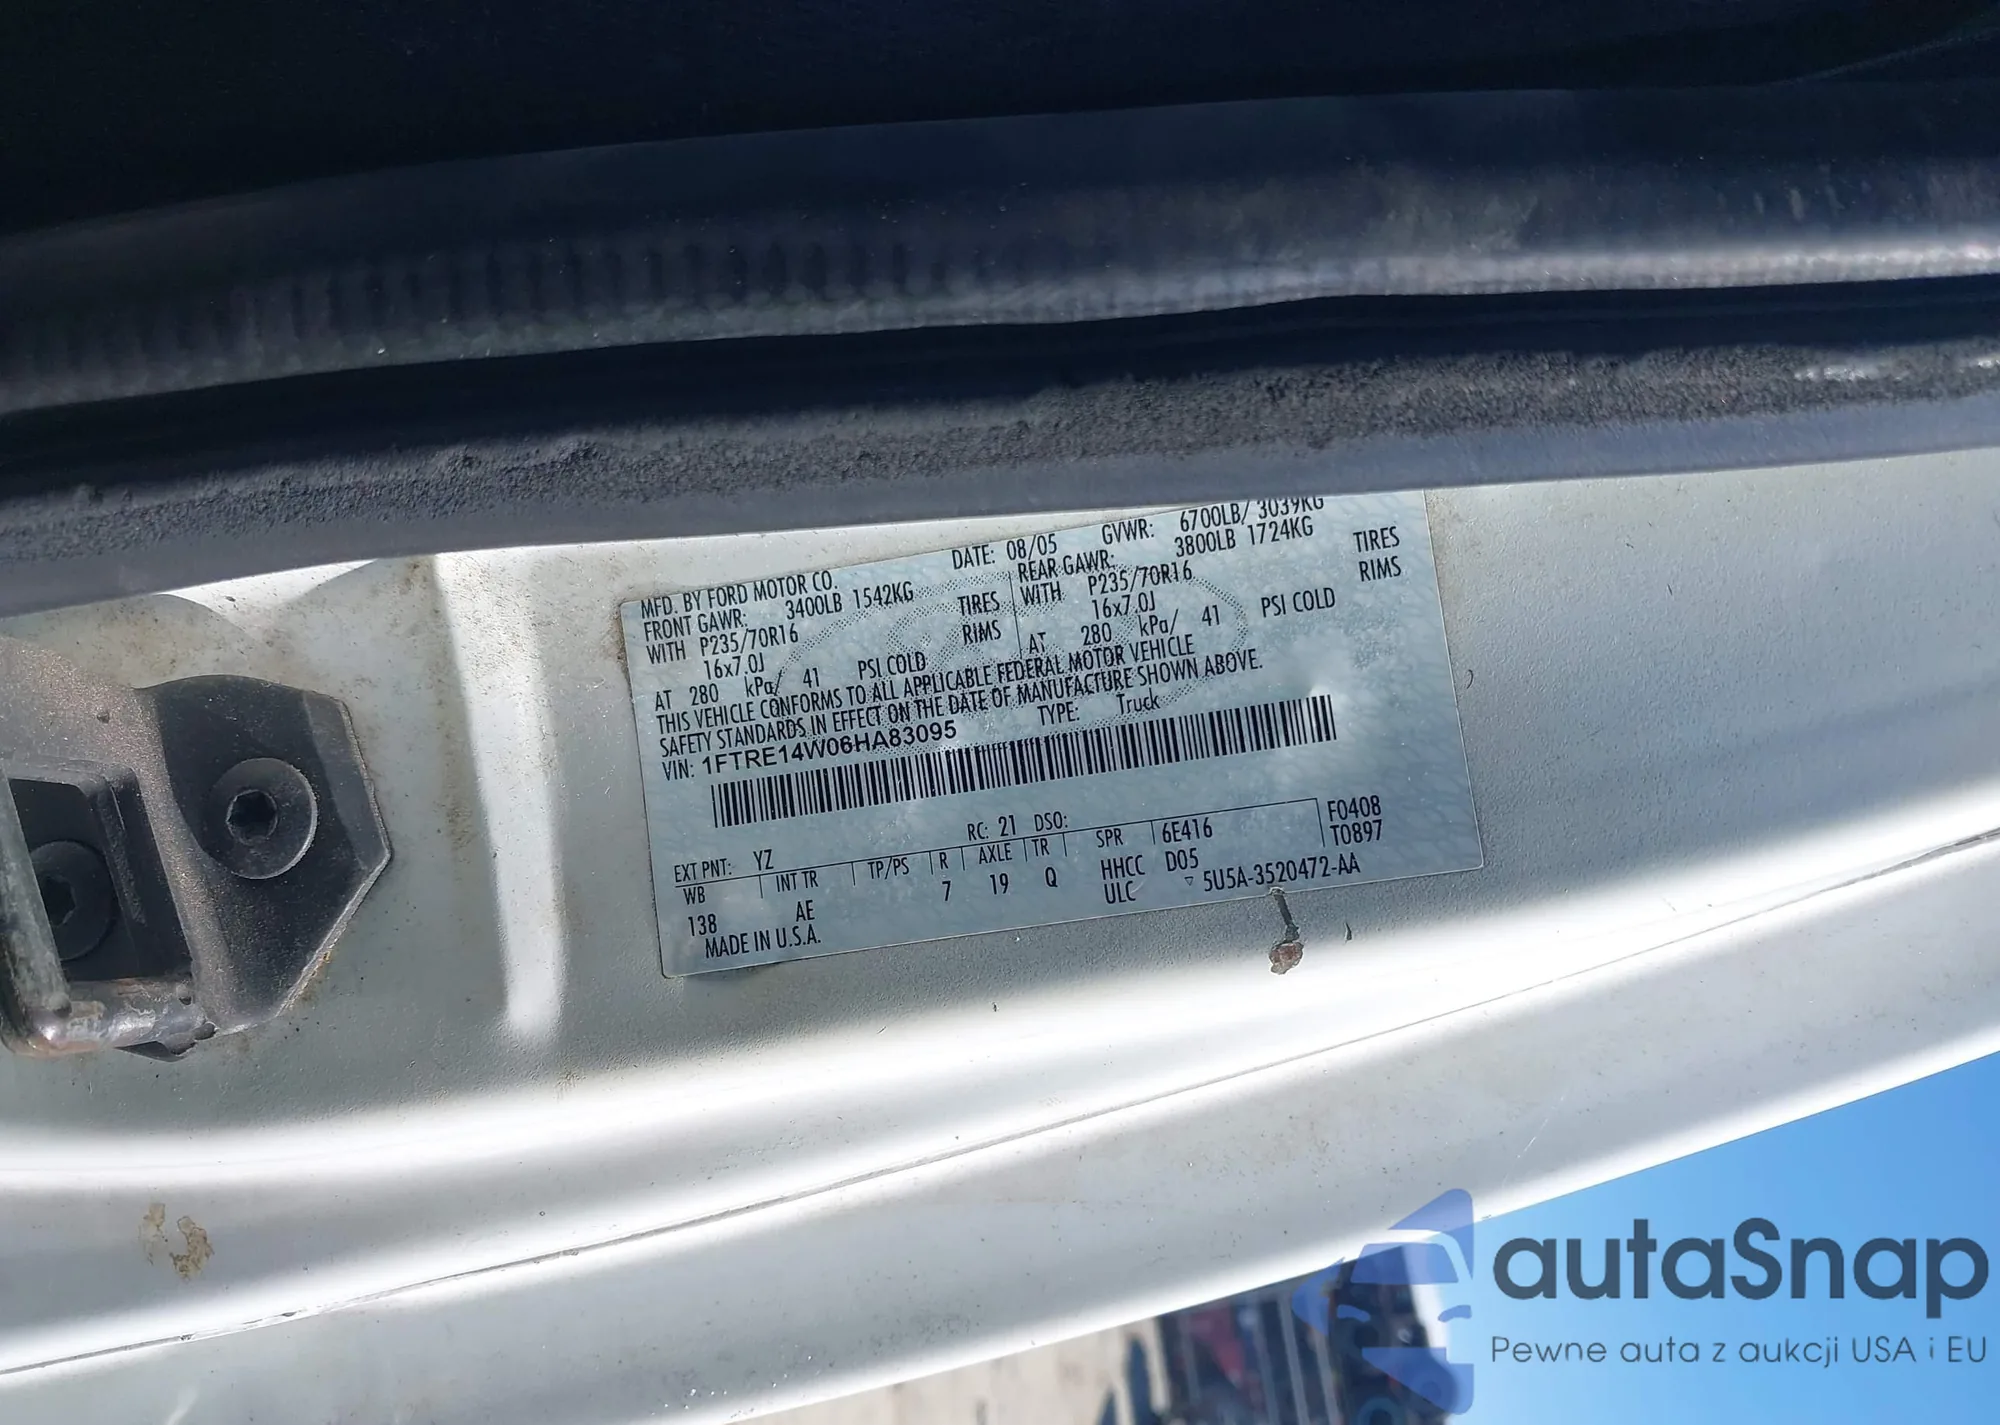 MFD. BY FORD MOTOR CO.
DATE: 08/05 GVWR: 6700LB/ 3039KG
FRONT GAWR: 3400LB 1542KG
WITH P235/70R16 TIRES
16x7.0J RIMS
AT 280 kPa/ 41 PSI COLD
REAR GAWR: 3800LB 1724KG
WITH P235/70R16 TIRES
16x7.0J RIMS
AT 280 kPa/ 41 PSI COLD
THIS VEHICLE CONFORMS TO ALL APPLICABLE FEDERAL MOTOR VEHICLE
SAFETY STANDARDS IN EFFECT ON THE DATE OF MANUFACTURE SHOWN ABOVE.
VIN: 1FTRE14W06HA83095 TYPE: Truck
F0408
T0897
EXT PNT: YZ RC: 21 DSO:
WB INT TR TP/PS R AXLE TR SPR 6E416
138 AE 7 19 Q HHCC D05
MADE IN U.S.A. ULC ▽ 5U5A-3520472-AA
autaSnap
Pewne auta z aukcji USA i EU